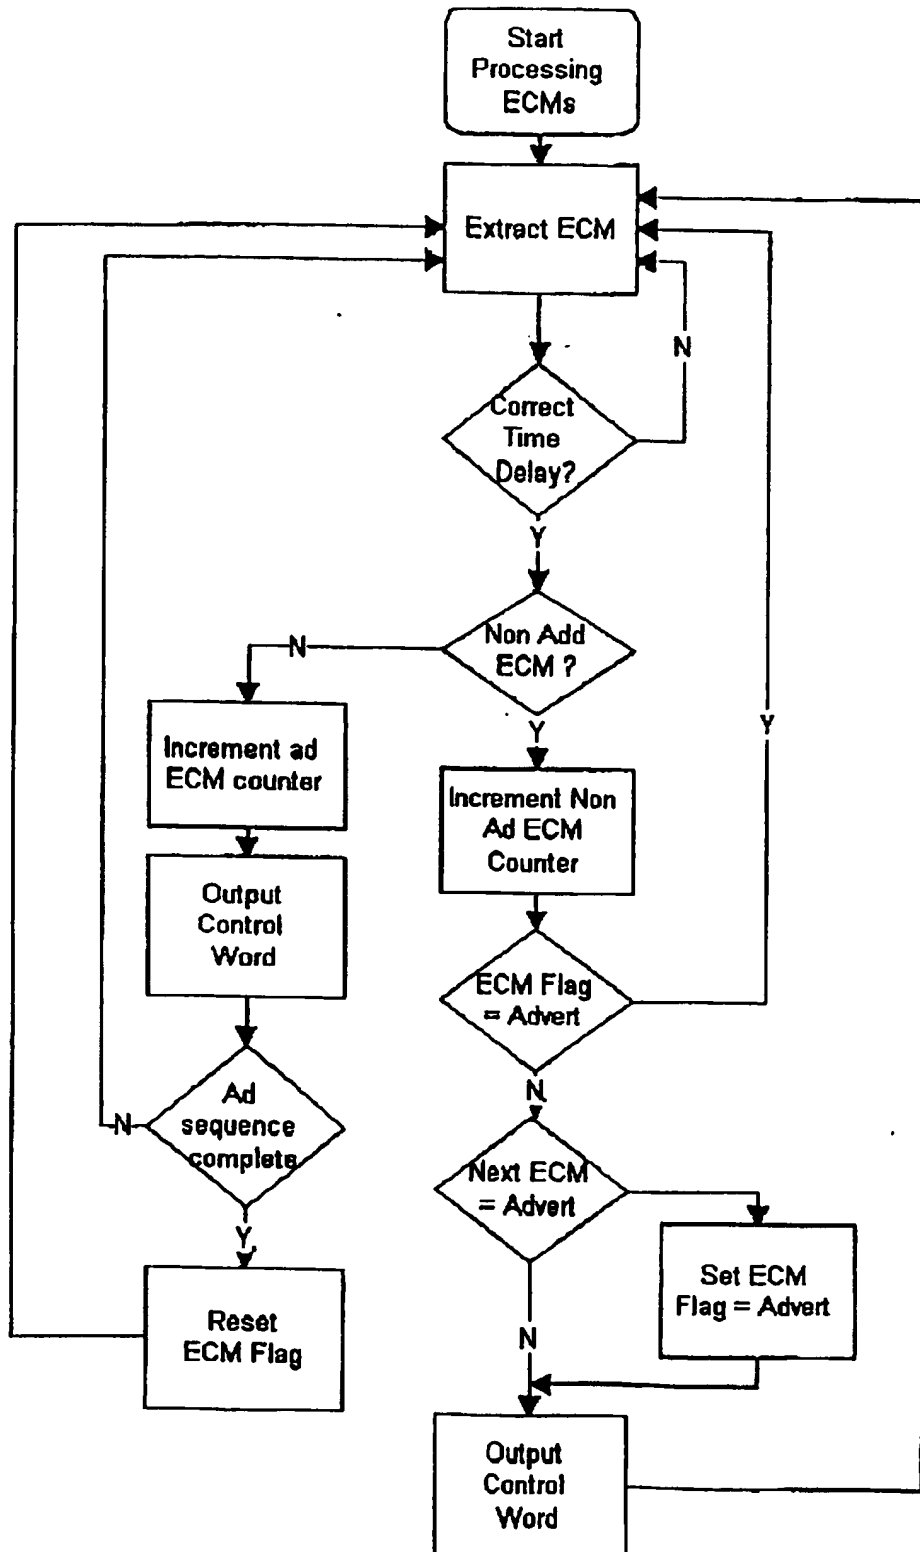 Start
Processing
ECMs
Extract ECM
N
Correct
Time
Delay?
Y
Non Add
ECM ?
N
Y
Increment ad
ECM counter
Increment Non
Ad ECM
Counter
Y
Output
Control
Word
ECM Flag
= Advert
N
Ad
sequence
complete
N
Y
Next ECM
= Advert
N
Reset
ECM Flag
Set ECM
Flag = Advert
Output
Control
Word